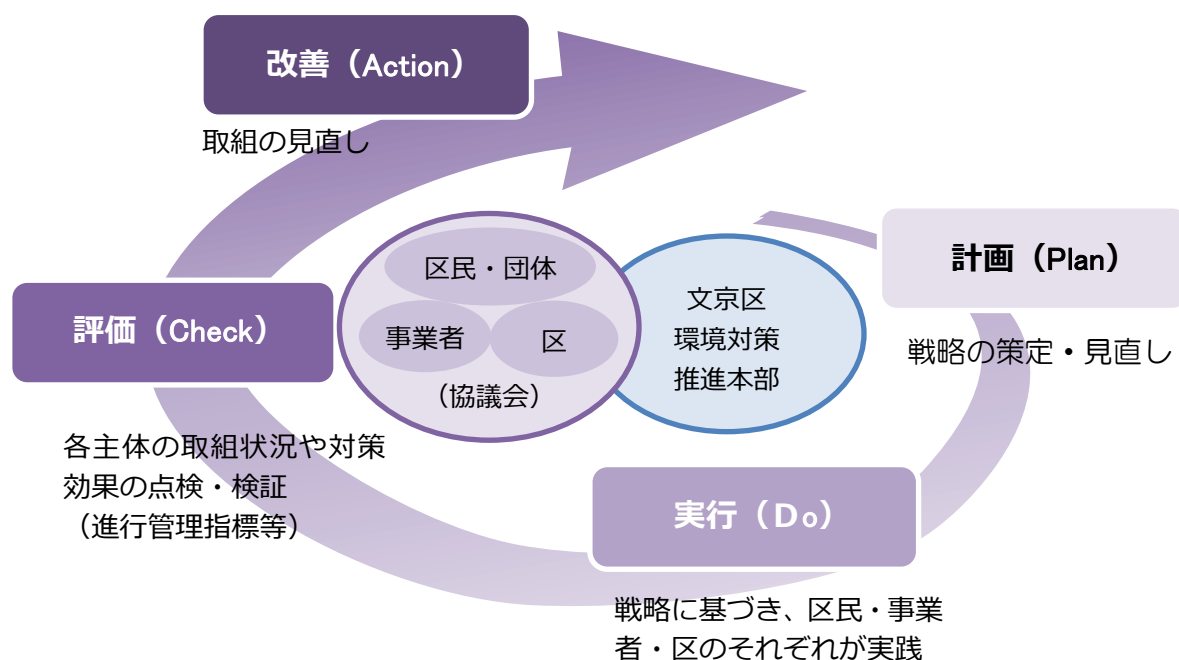 改善（Action）
取組の見直し
計画（Plan）
戦略の策定・見直し
区民・団体
事業者
区
（協議会）
文京区
環境対策
推進本部
評価（Check）
各主体の取組状況や対策
効果の点検・検証
（進行管理指標等）
実行（Ｄｏ）
戦略に基づき、区民・事業
者・区のそれぞれが実践